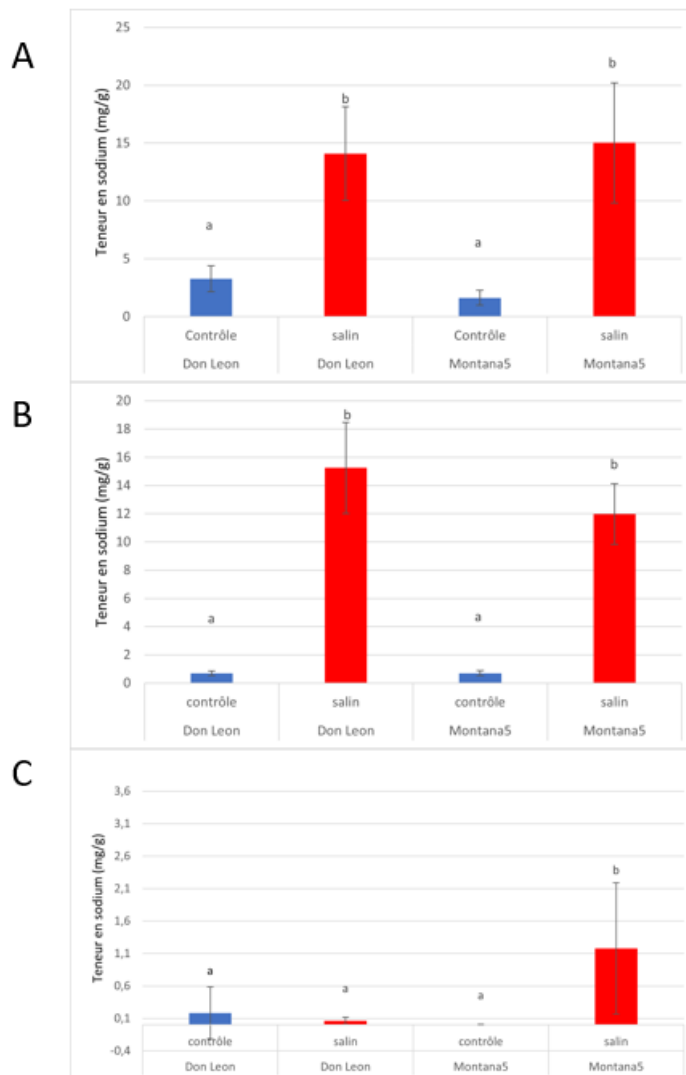 A
Teneur en sodium (mg/g)
25
20
15
10
5
0
a
b
a
b
Contrôle
salin
Contrôle
salin
Don Leon
Don Leon
Montana5
Montana5
B
Teneur en sodium (mg/g)
20
18
16
14
12
10
8
6
4
2
0
a
b
a
b
contrôle
salin
contrôle
salin
Don Leon
Don Leon
Montana5
Montana5
C
Teneur en sodium (mg/g)
3,6
3,1
2,6
2,1
1,6
1,1
0,6
0,1
-0,4
a
a
a
b
contrôle
salin
contrôle
salin
Don Leon
Don Leon
Montana5
Montana5